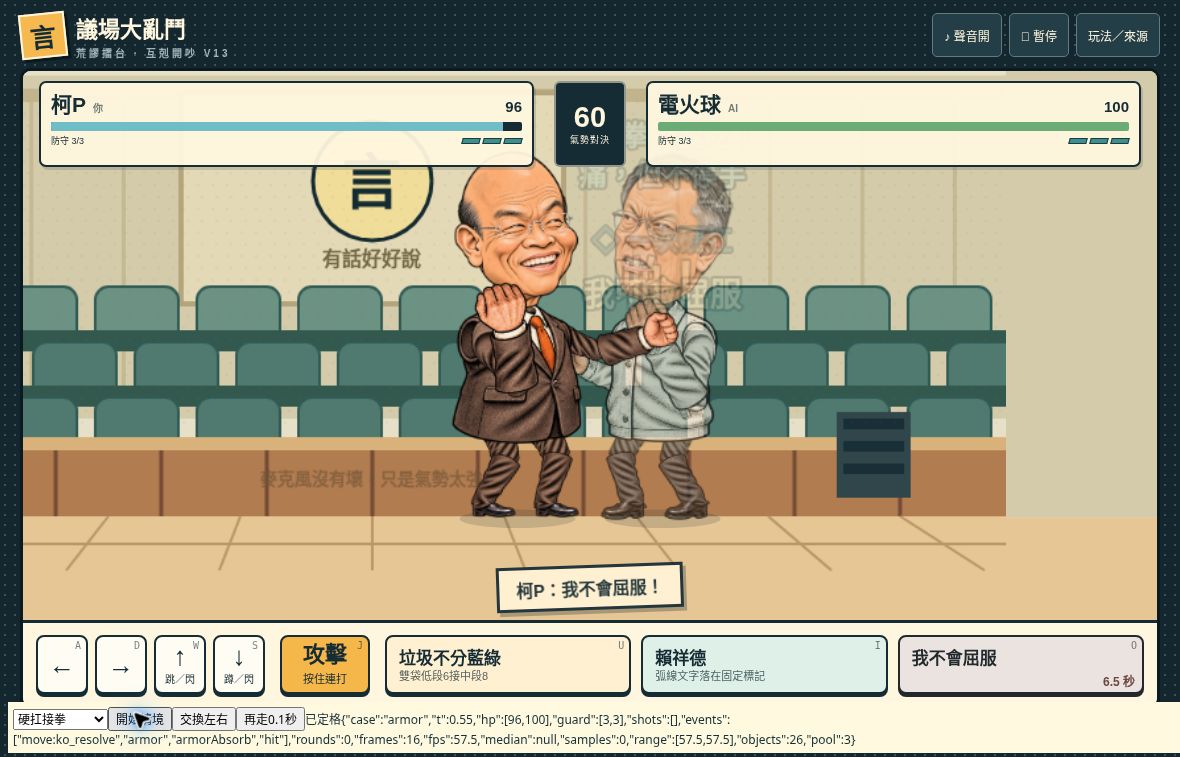 言
議場大亂鬥
荒謬擂台 · 互剋開吵 V13
♪ 聲音開
暫停
玩法／來源
柯P 你
96
防守 3/3
60
氣勢對決
電火球 AI
100
防守 3/3
言
有話好好說
我不會屈服
麥克風沒有壞 只是氣勢太
柯P：我不會屈服！
A
←
D
→
W
↑
跳／閃
S
↓
蹲／閃
J
攻擊
按住連打
U
垃圾不分藍綠
雙袋低段6接中段8
I
賴祥德
弧線文字落在固定標記
O
我不會屈服
6.5 秒
硬扛接拳
交換左右
再走0.1秒
已定格{"case":"armor","t":0.55,"hp":[96,100],"guard":[3,3],"shots":[],"events":
["move:ko_resolve","armor","armorAbsorb","hit"],"rounds":0,"frames":16,"fps":57.5,"median":null,"samples":0,"range":[57.5,57.5],"objects":26,"pool":3}